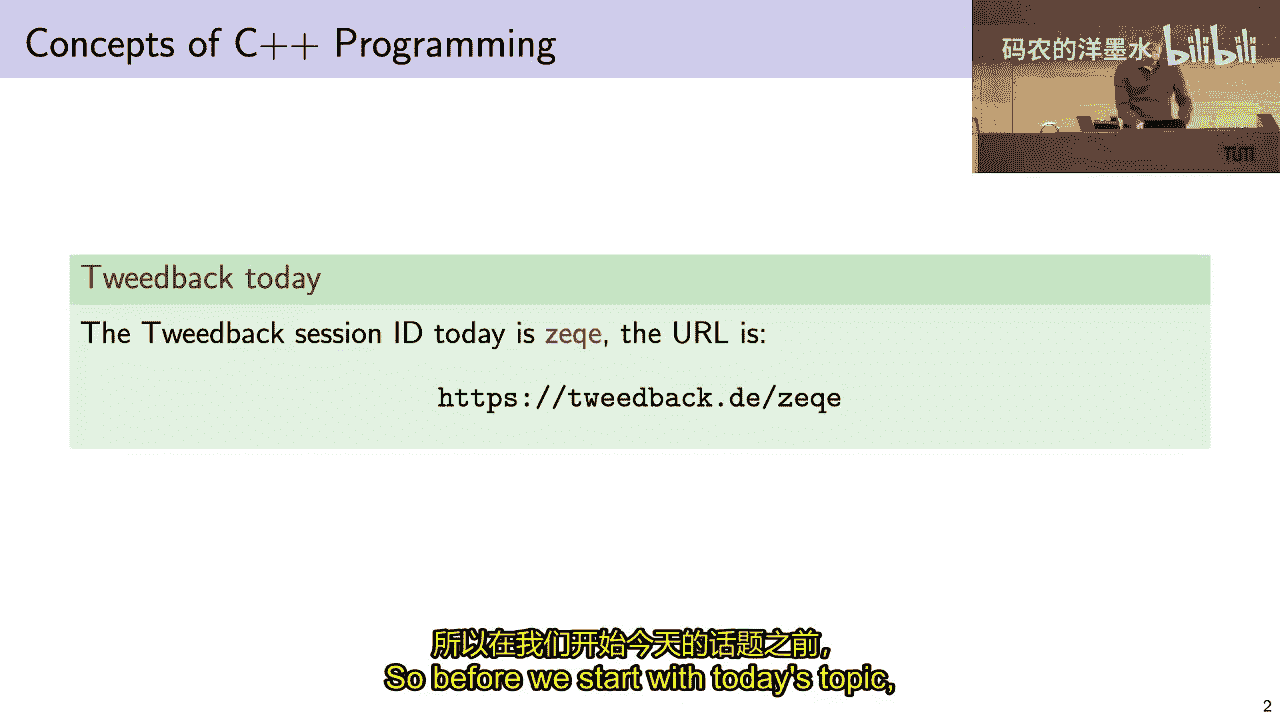 Concepts of C++ Programming
码农的洋墨水 bilibili
TUM
Tweedback today
The Tweedback session ID today is zeqe, the URL is:
https://tweedback.de/zeqe
所以在我们开始今天的话题之前，
So before we start with today's topic,
2